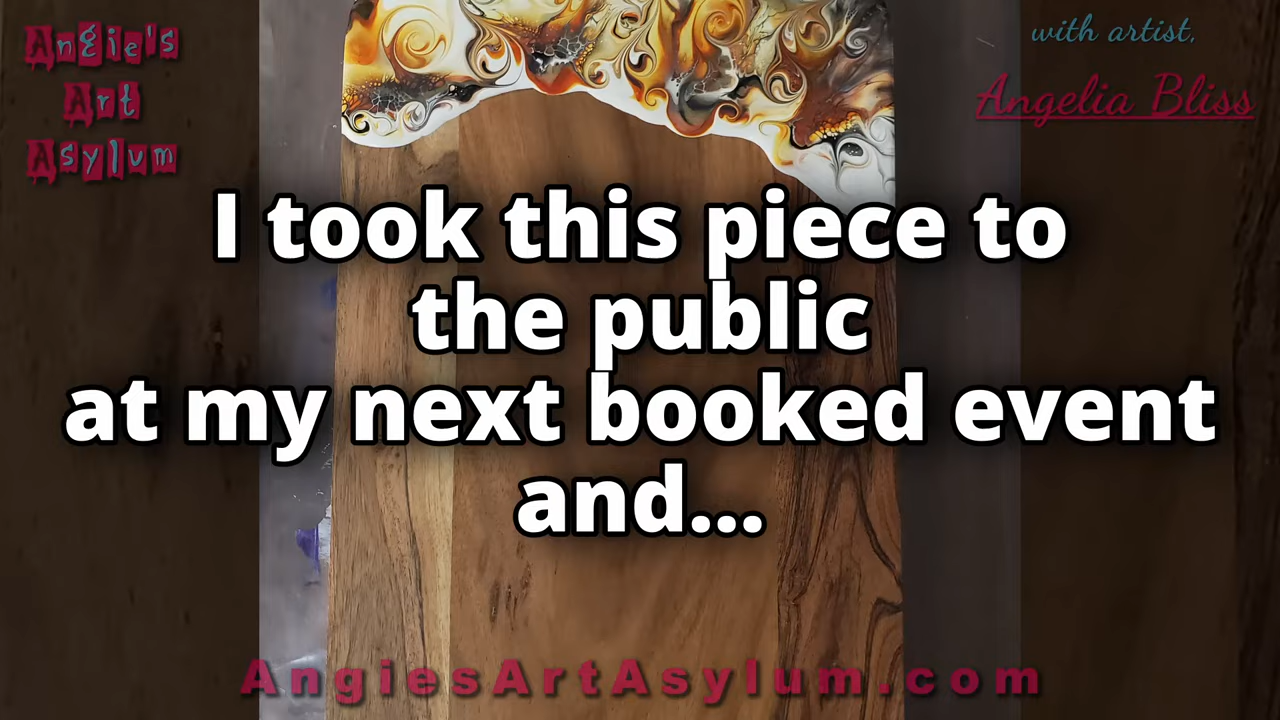 Angie's
Art
Asylum
with artist,
Angelia Bliss
I took this piece to
the public
at my next booked event
and...
AngiesArtAsylum.com